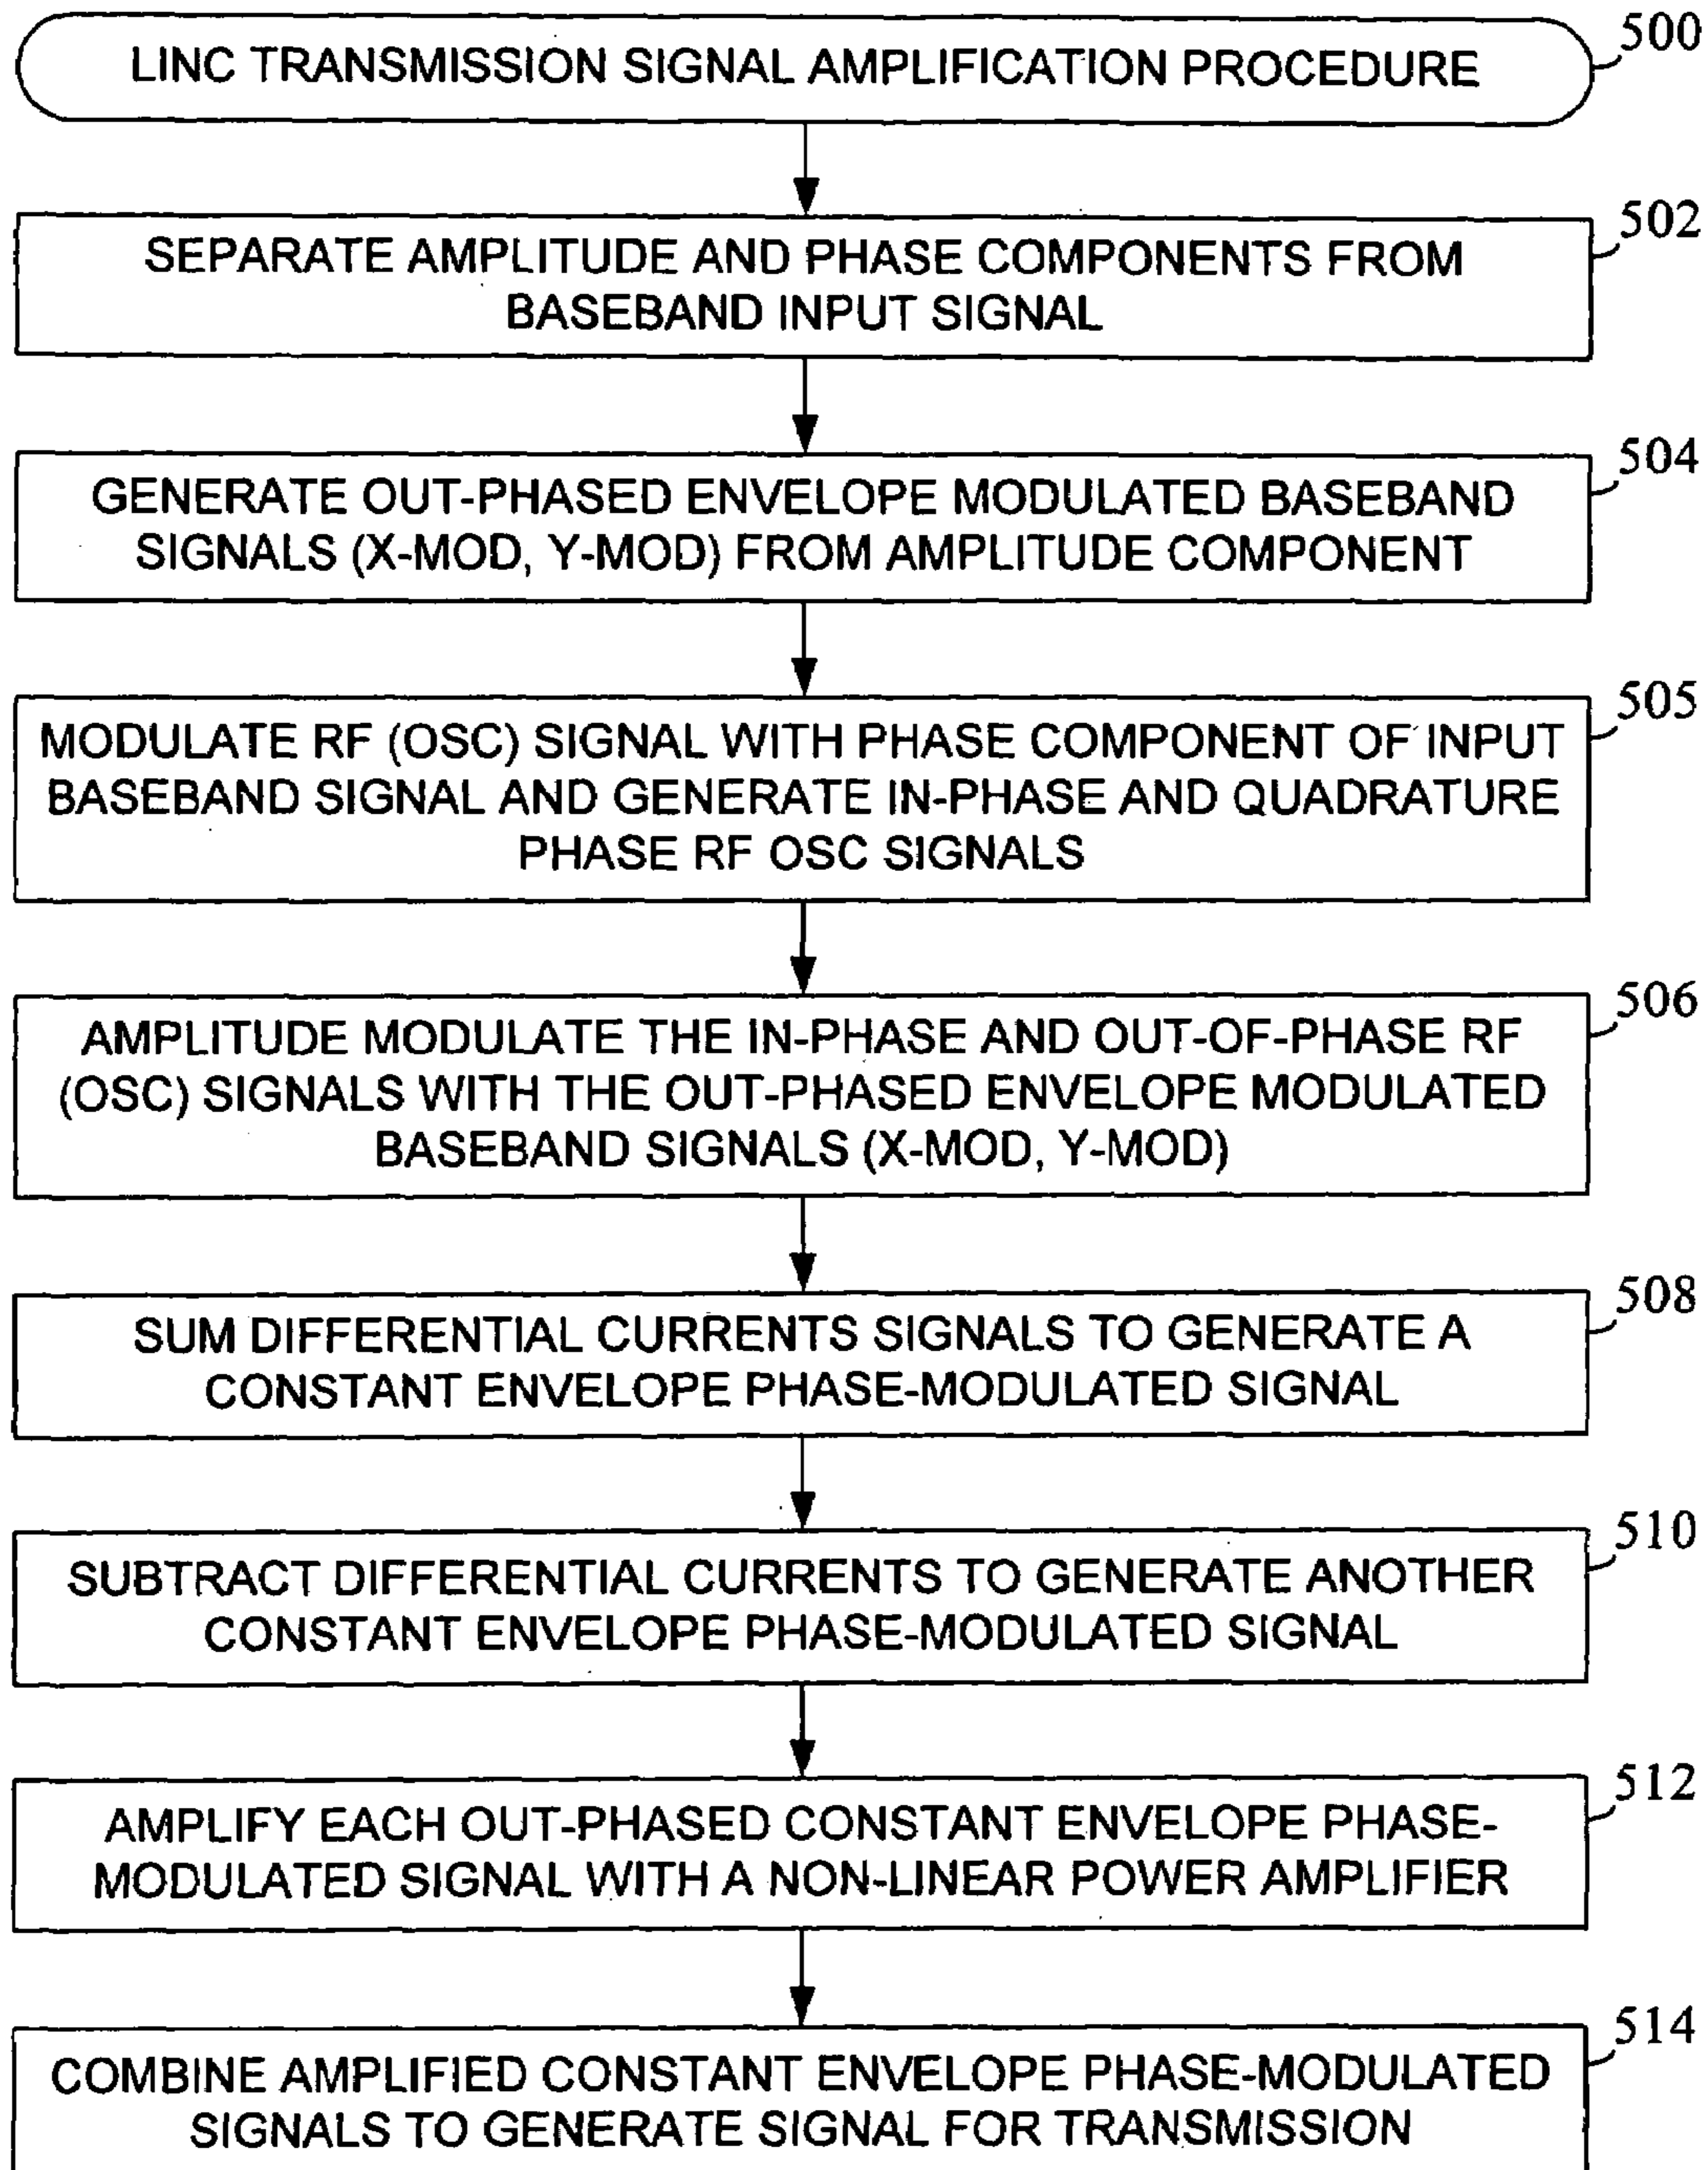 500
LINC TRANSMISSION SIGNAL AMPLIFICATION PROCEDURE
502
SEPARATE AMPLITUDE AND PHASE COMPONENTS FROM
BASEBAND INPUT SIGNAL
504
GENERATE OUT-PHASED ENVELOPE MODULATED BASEBAND
SIGNALS (X-MOD, Y-MOD) FROM AMPLITUDE COMPONENT
505
MODULATE RF (OSC) SIGNAL WITH PHASE COMPONENT OF INPUT
BASEBAND SIGNAL AND GENERATE IN-PHASE AND QUADRATURE
PHASE RF OSC SIGNALS
506
AMPLITUDE MODULATE THE IN-PHASE AND OUT-OF-PHASE RF
(OSC) SIGNALS WITH THE OUT-PHASED ENVELOPE MODULATED
BASEBAND SIGNALS (X-MOD, Y-MOD)
508
SUM DIFFERENTIAL CURRENTS SIGNALS TO GENERATE A
CONSTANT ENVELOPE PHASE-MODULATED SIGNAL
510
SUBTRACT DIFFERENTIAL CURRENTS TO GENERATE ANOTHER
CONSTANT ENVELOPE PHASE-MODULATED SIGNAL
512
AMPLIFY EACH OUT-PHASED CONSTANT ENVELOPE PHASE-
MODULATED SIGNAL WITH A NON-LINEAR POWER AMPLIFIER
514
COMBINE AMPLIFIED CONSTANT ENVELOPE PHASE-MODULATED
SIGNALS TO GENERATE SIGNAL FOR TRANSMISSION